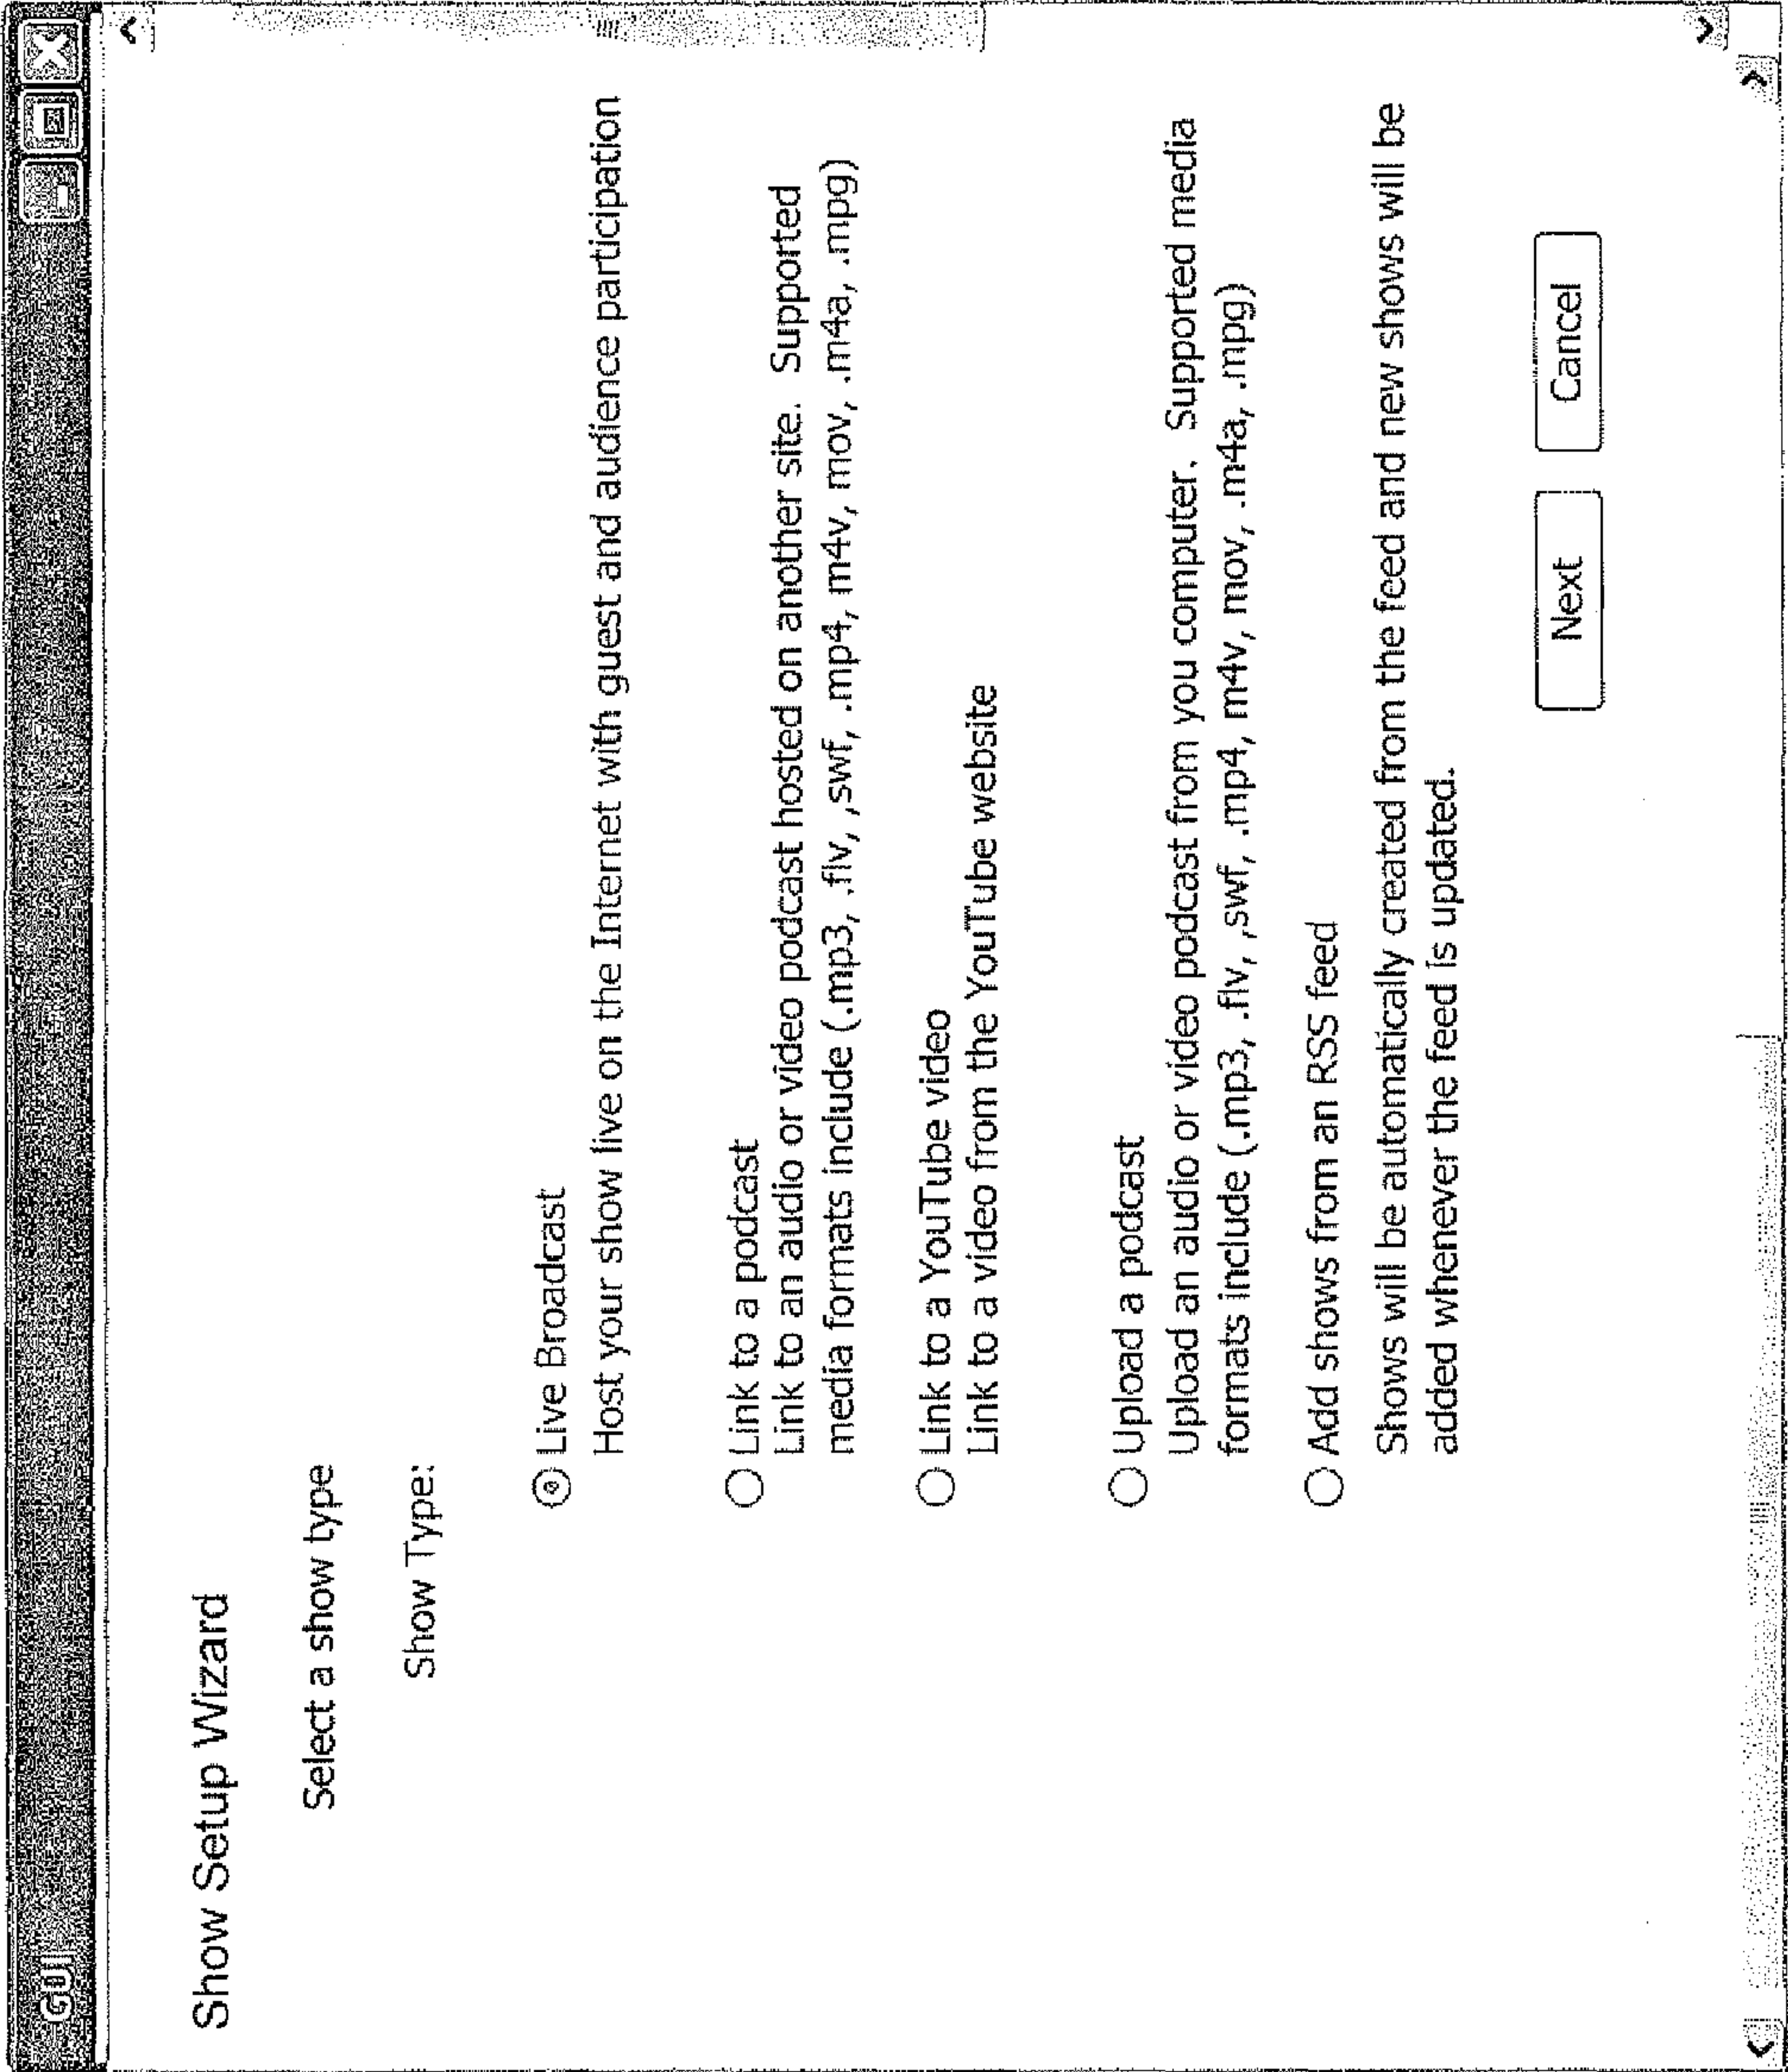 GUI
Show Setup Wizard
Select a show type
Show Type:
Live Broadcast
Host your show live on the Internet with guest and audience participation
Link to a podcast
Link to an audio or video podcast hosted on another site. Supported
media formats include (.mp3, .flv, ,swf, .mp4, m4v, mov, .m4a, .mpg)
Link to a YouTube video
Link to a video from the YouTube website
Upload a podcast
Upload an audio or video podcast from you computer. Supported media
formats include (.mp3, .flv, ,swf, .mp4, m4v, mov, .m4a, .mpg)
Add shows from an RSS feed
Shows will be automatically created from the feed and new shows will be
added whenever the feed is updated.
Next Cancel